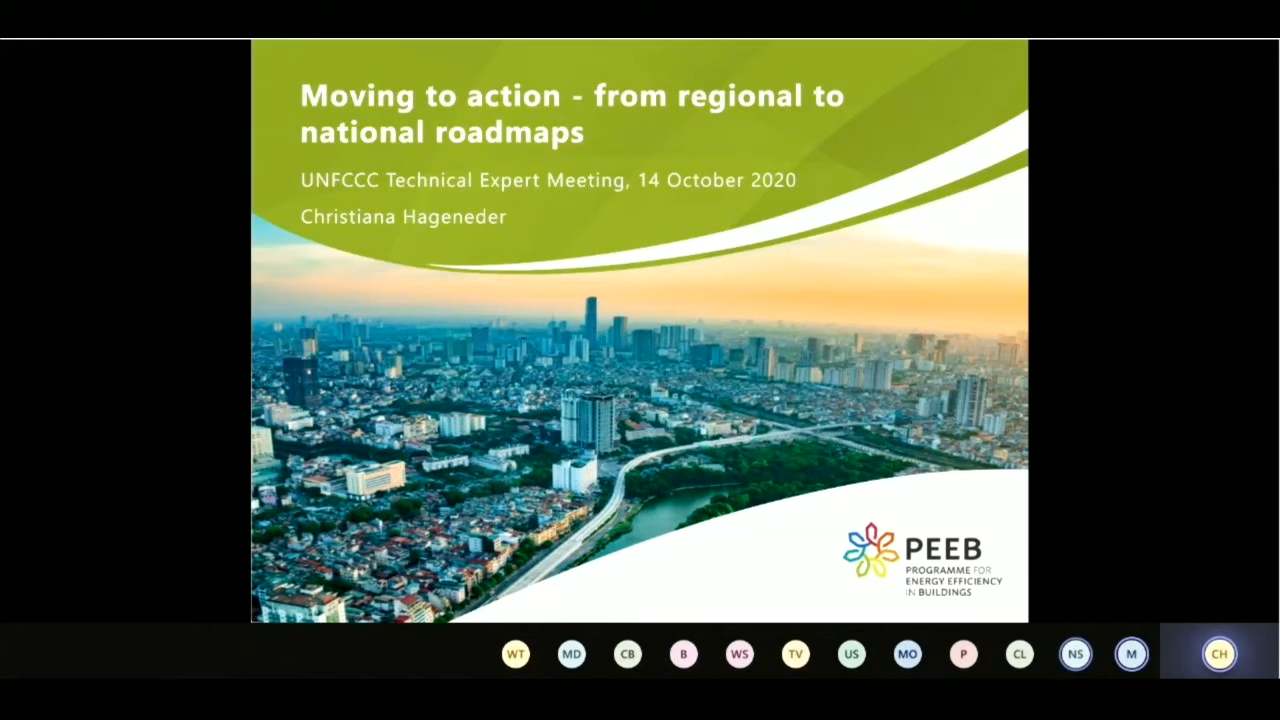 Moving to action - from regional to
national roadmaps
UNFCCC Technical Expert Meeting, 14 October 2020
Christiana Hageneder
PEEB
PROGRAMME FOR
ENERGY EFFICIENCY
IN BUILDINGS
WT MD CB B WS TV US MO P CL NS M CH